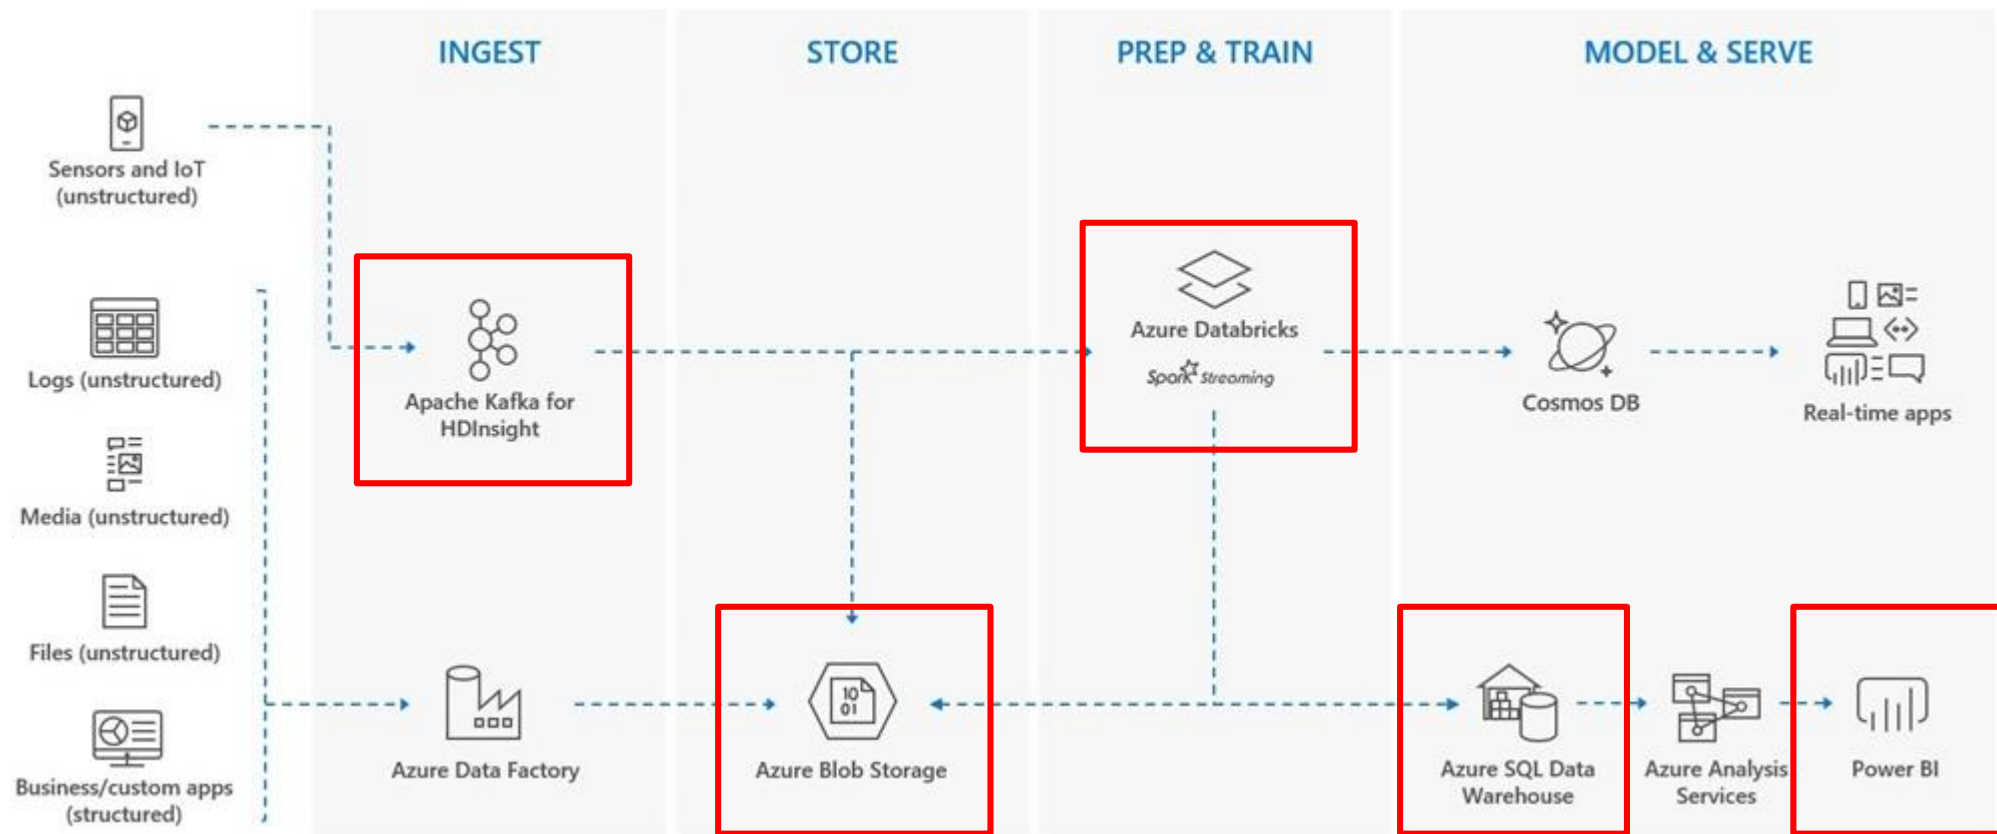 INGEST
STORE
PREP & TRAIN
MODEL & SERVE
Sensors and IoT
(unstructured)
Logs (unstructured)
Media (unstructured)
Files (unstructured)
Business/custom apps
(structured)
Apache Kafka for
HDInsight
Azure Data Factory
10
01
Azure Blob Storage
Azure Databricks
Spark Streaming
Cosmos DB
Real-time apps
Azure SQL Data
Warehouse
Azure Analysis
Services
Power BI